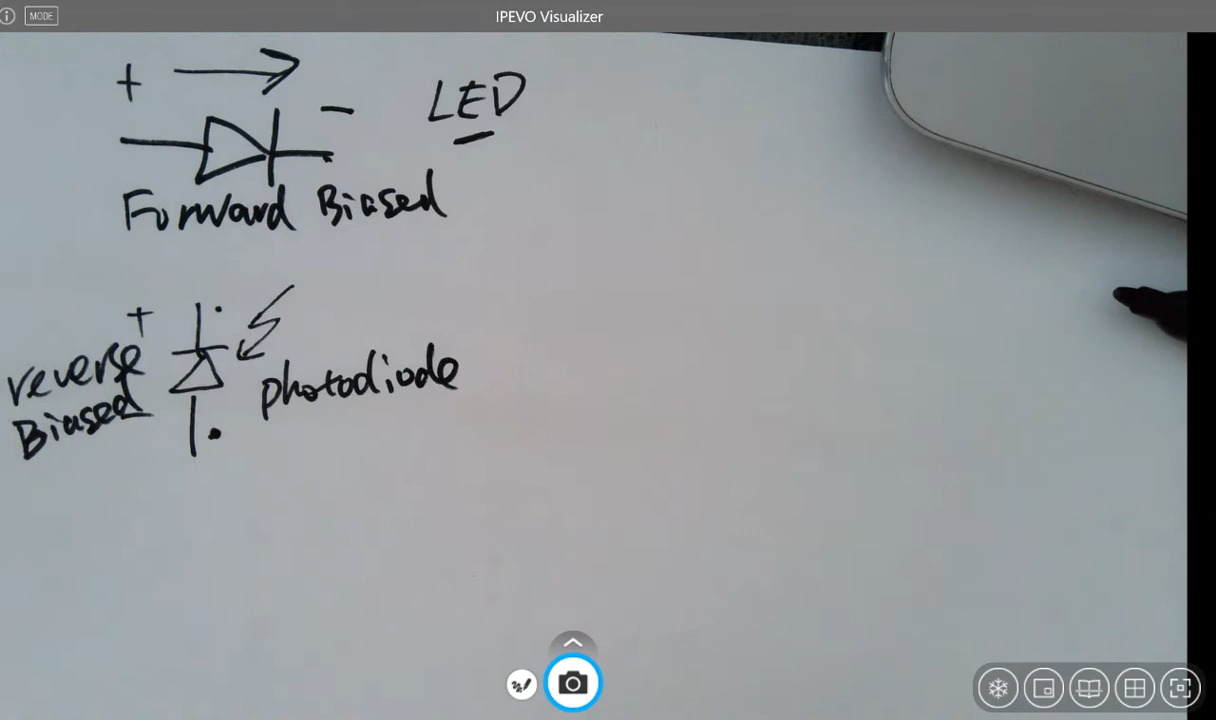 MODE
IPEVO Visualizer
+
−
LED
Forward Biased
+
reverse
Biased
photodiode